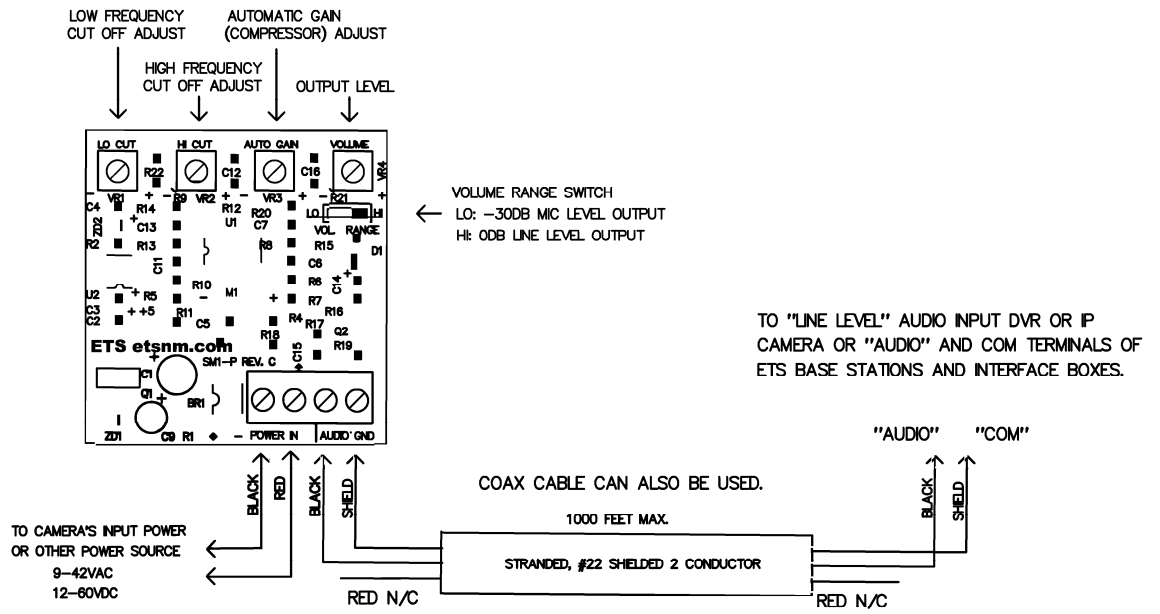 LOW FREQUENCY
CUT OFF ADJUST
AUTOMATIC GAIN
(COMPRESSOR) ADJUST
HIGH FREQUENCY
CUT OFF ADJUST
OUTPUT LEVEL
LO CUT
HI CUT
AUTO GAIN
VOLUME
R22
C12
C16
VR4
- VR1 + - R9 VR2 + - VR3 + - R21 +
C4
R14
R12
R20
U1
C7
LO
HI
VOL. RANGE
ZD2
+
C13
R2
R13
R8
R15
D1
C11
C6
+
C14
R10
R6
U2
+ R5
-
M1
+
R7
C3
+ +5
R11
R4
R16
C2
C5
R17
Q2
R18
R19
ETS etsnm.com
SM1-P REV. C
C15
+
C1
Q1
+
BR1
ZD1
C9 R1
- POWER IN
AUDIO GND
VOLUME RANGE SWITCH
LO: -30DB MIC LEVEL OUTPUT
HI: 0DB LINE LEVEL OUTPUT
TO "LINE LEVEL" AUDIO INPUT DVR OR IP
CAMERA OR "AUDIO" AND COM TERMINALS OF
ETS BASE STATIONS AND INTERFACE BOXES.
"AUDIO" "COM"
BLACK
RED
BLACK
SHIELD
COAX CABLE CAN ALSO BE USED.
1000 FEET MAX.
BLACK
SHIELD
TO CAMERA'S INPUT POWER
OR OTHER POWER SOURCE
9-42VAC
12-60VDC
STRANDED, #22 SHIELDED 2 CONDUCTOR
RED N/C
RED N/C